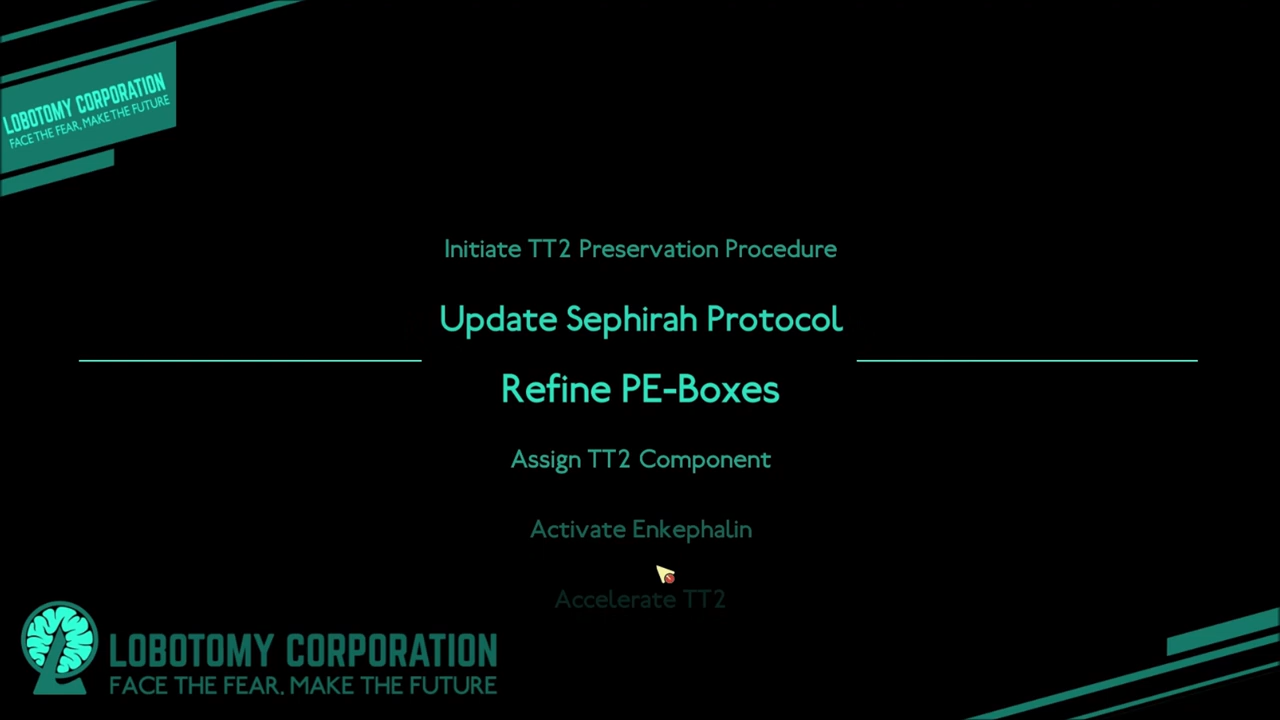 LOBOTOMY CORPORATION
FACE THE FEAR, MAKE THE FUTURE
Initiate TT2 Preservation Procedure
Update Sephirah Protocol
Refine PE-Boxes
Assign TT2 Component
Activate Enkephalin
Accelerate TT2
LOBOTOMY CORPORATION
FACE THE FEAR. MAKE THE FUTURE